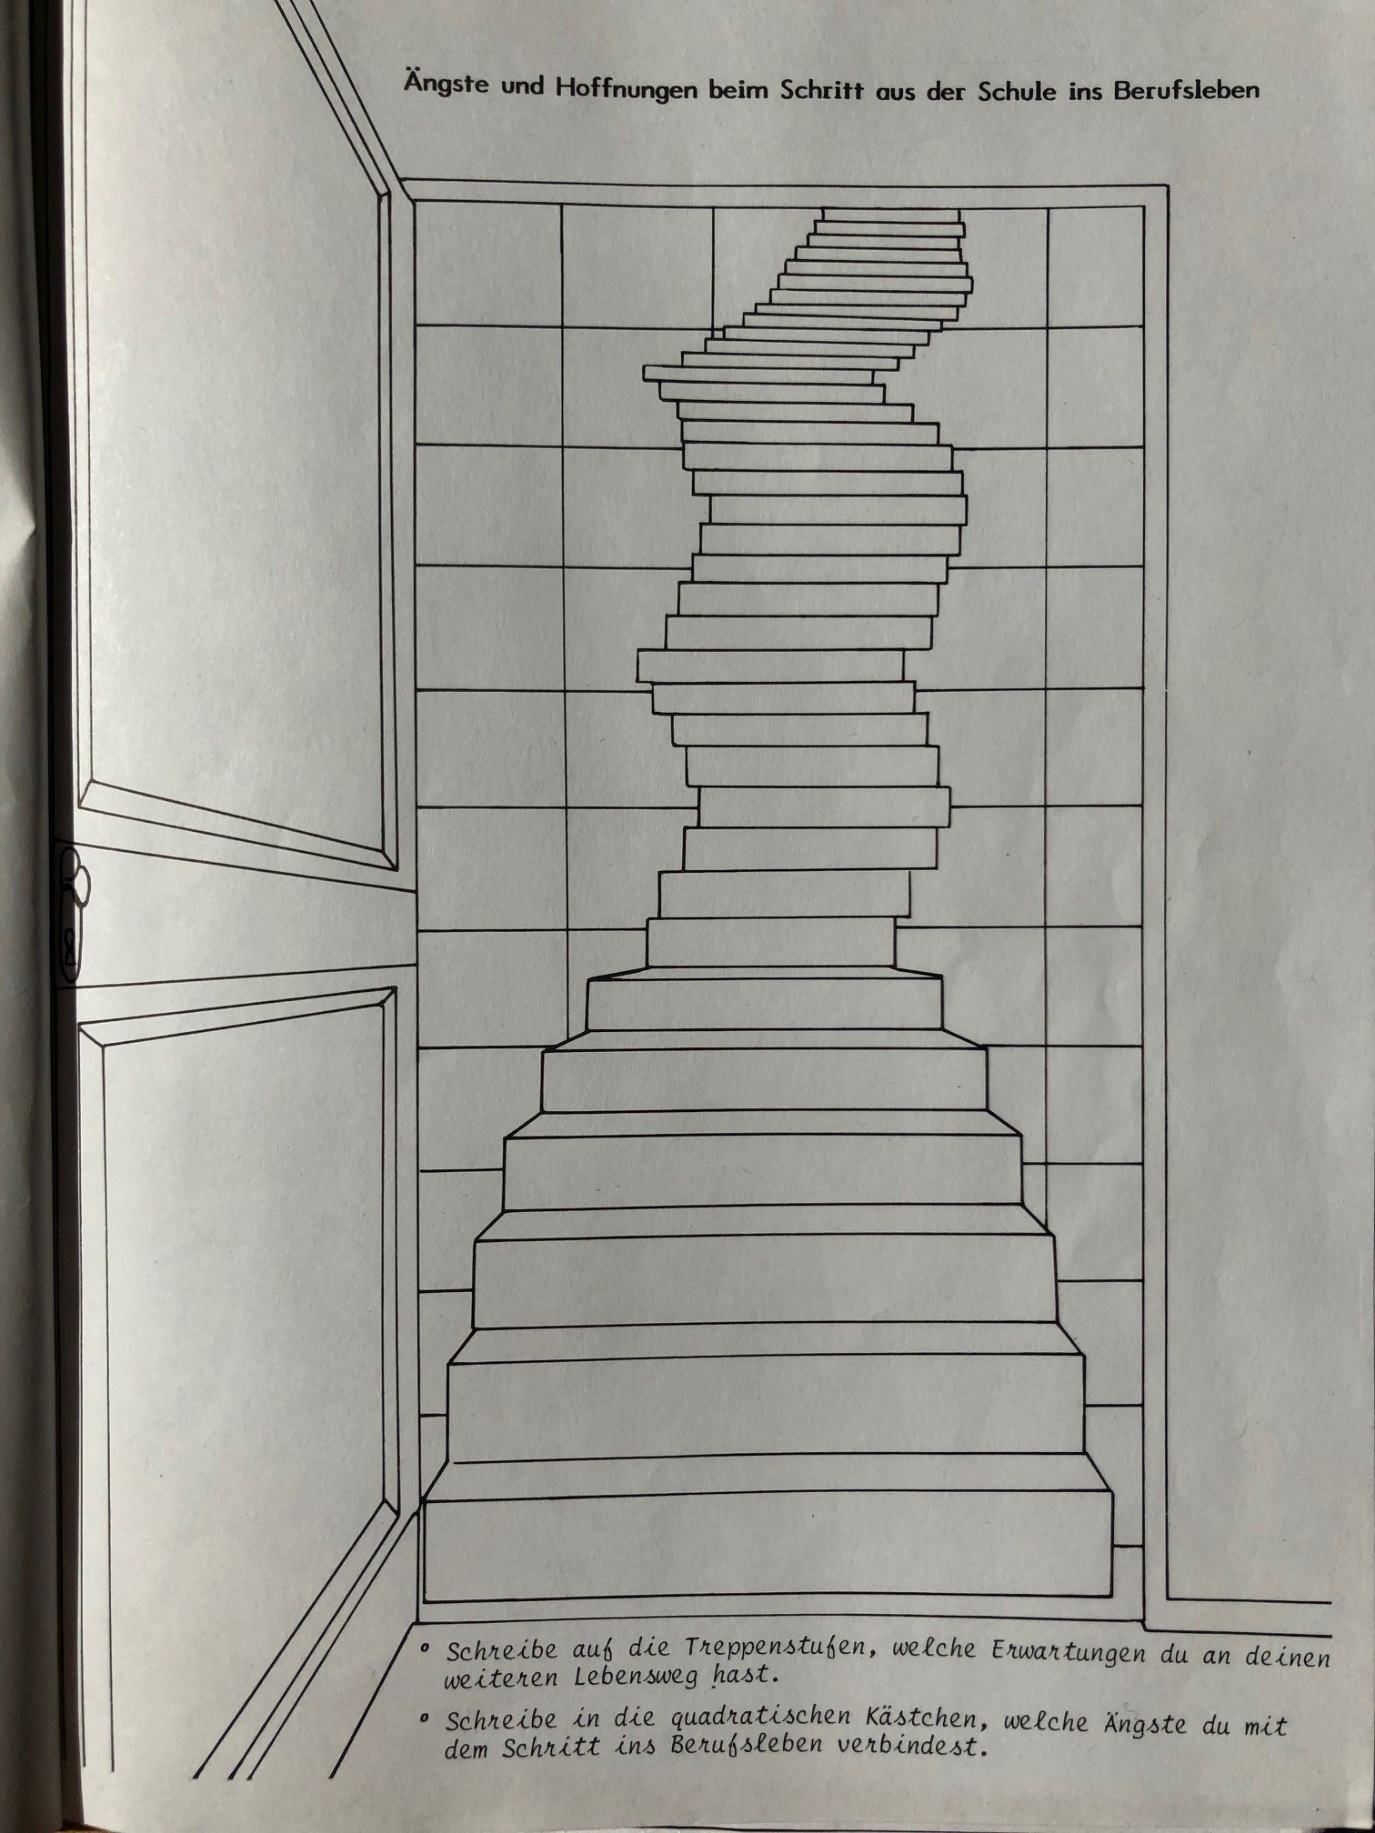 Ängste und Hoffnungen beim Schritt aus der Schule ins Berufsleben
° Schreibe auf die Treppenstufen, welche Erwartungen du an deinen
weiteren Lebensweg hast.
° Schreibe in die quadratischen Kästchen, welche Ängste du mit
dem Schritt ins Berufsleben verbindest.